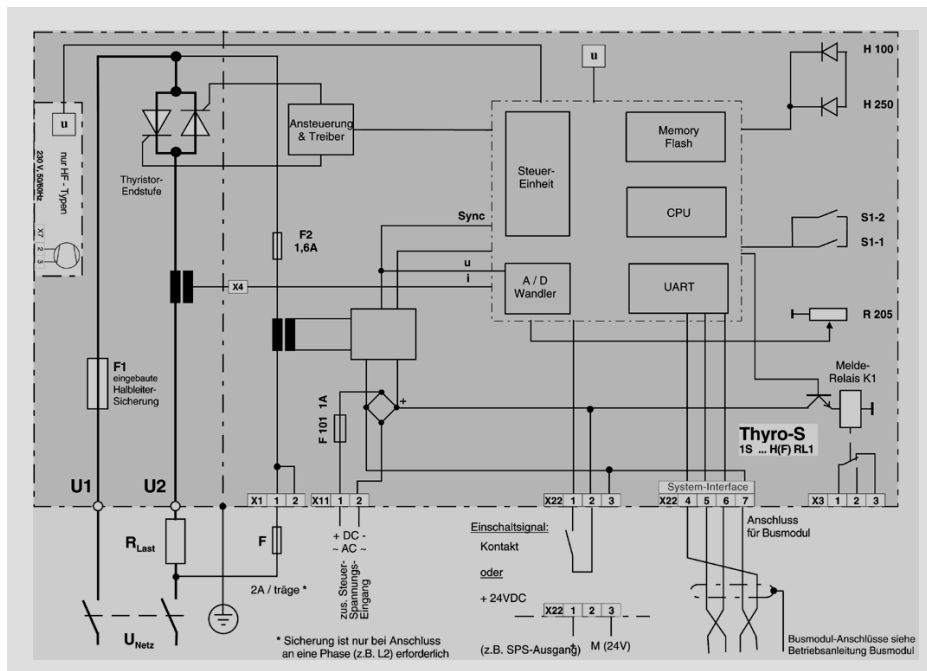 H 100
u
u
H 250
Ansteuerung
& Treiber
Memory
Flash
nur HF - Typen
230 V, 50/60Hz
Steuer-
Einheit
Thyristor-
Endstufe
CPU
Sync
S1-2
S1-1
X7 1 2 3
F2
1,6A
u
i
A / D
Wandler
UART
X4
R 205
F1
eingebaute
Halbleiter-
Sicherung
Melde-
Relais K1
F 101 1A
+
Thyro-S
1S ... H(F) RL1
U1
U2
System-Interface
X1 1 2
X11 1 2
X22 1 2 3
X22 4 5 6 7
X3 1 2 3
Anschluss
für Busmodul
RLast
F
+ DC -
~ AC ~
Einschaltsignal:
Kontakt
oder
+ 24VDC
2A / träge *
zus. Steuer-
Spannungs-
Eingang
X22 1 2 3
+
UNetz
* Sicherung ist nur bei Anschluss
an eine Phase (z.B. L2) erforderlich
(z.B. SPS-Ausgang)
M (24V)
Busmodul-Anschlüsse siehe
Betriebsanleitung Busmodul